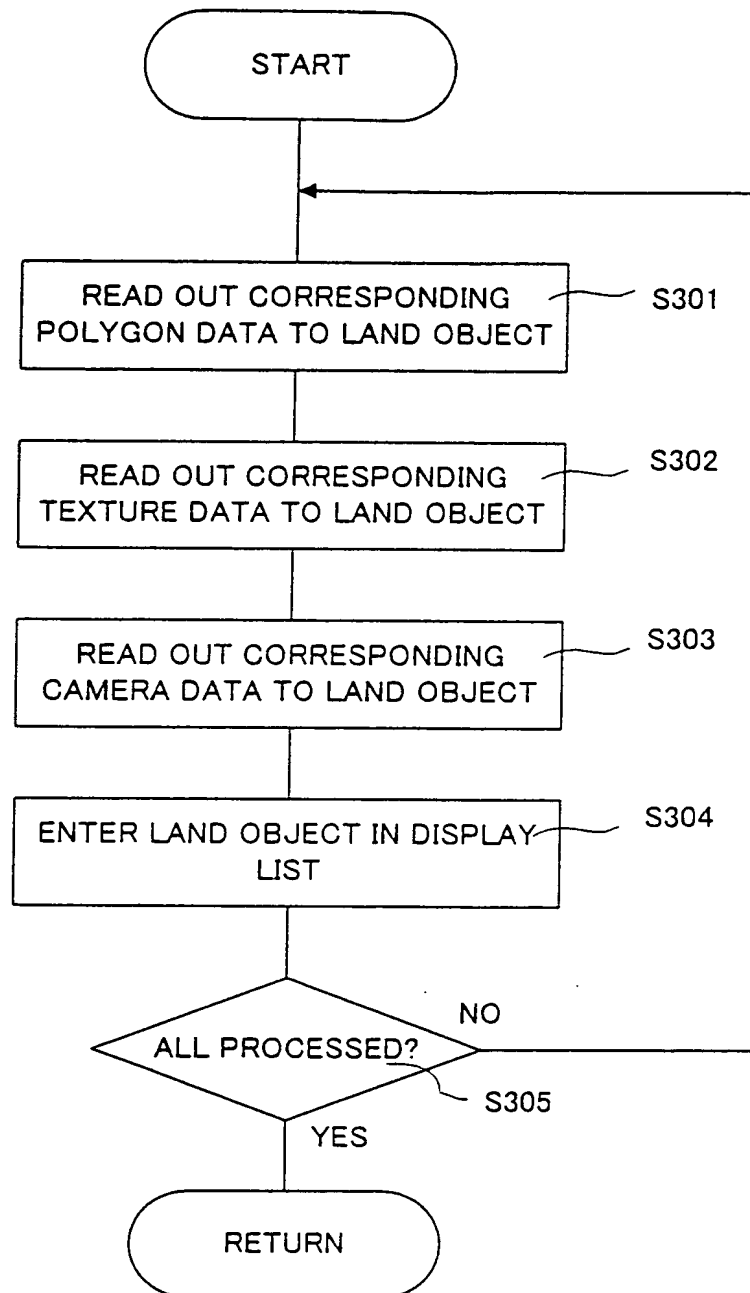 START
READ OUT CORRESPONDING
POLYGON DATA TO LAND OBJECT
S301
READ OUT CORRESPONDING
TEXTURE DATA TO LAND OBJECT
S302
READ OUT CORRESPONDING
CAMERA DATA TO LAND OBJECT
S303
ENTER LAND OBJECT IN DISPLAY
LIST
S304
ALL PROCESSED?
NO
S305
YES
RETURN